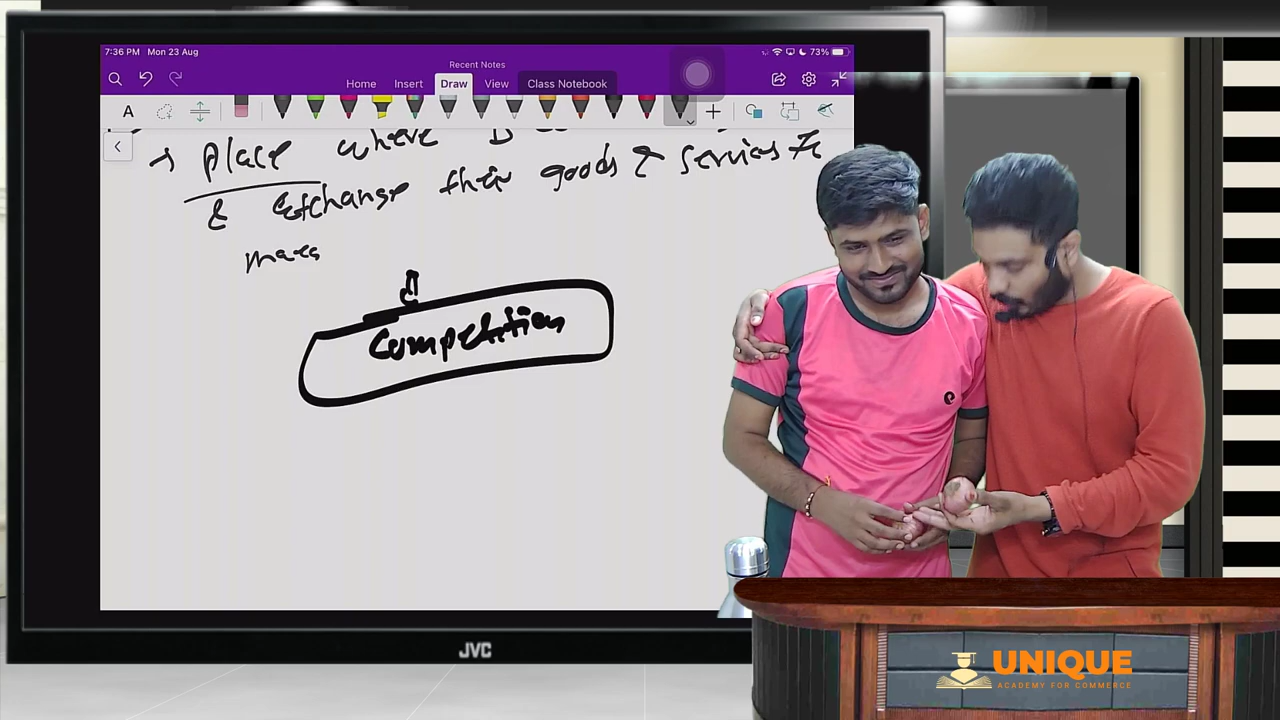 7:36 PM Mon 23 Aug
73%
Recent Notes
Home Insert Draw View Class Notebook
A
place where
& exchange their goods & services
Competition
JVC
UNIQUE
ACADEMY FOR COMMERCE